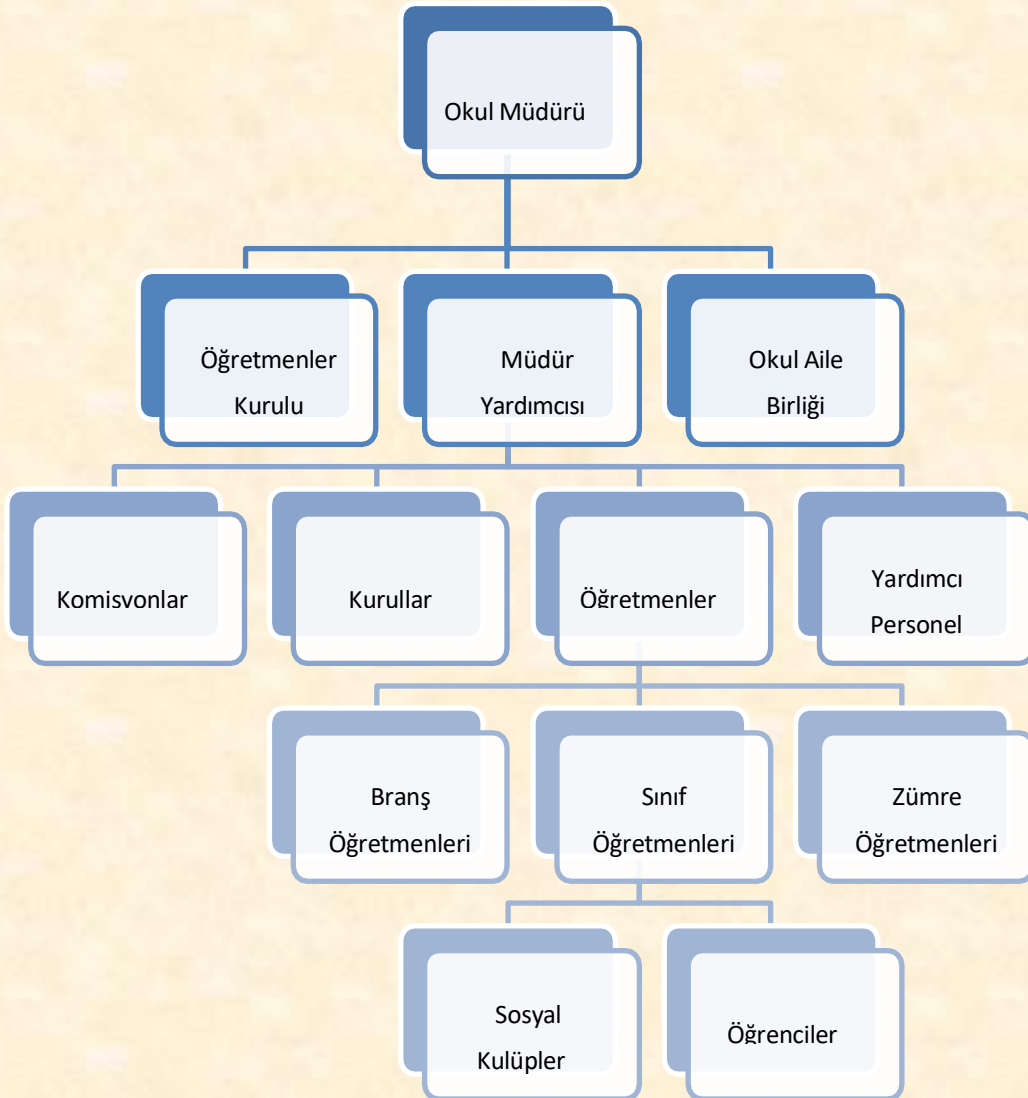 Okul Müdürü
Öğretmenler
Kurulu
Müdür
Yardımcısı
Okul Aile
Birliği
Komisyonlar
Kurullar
Öğretmenler
Yardımcı
Personel
Branş
Öğretmenleri
Sınıf
Öğretmenleri
Zümre
Öğretmenleri
Sosyal
Kulüpler
Öğrenciler